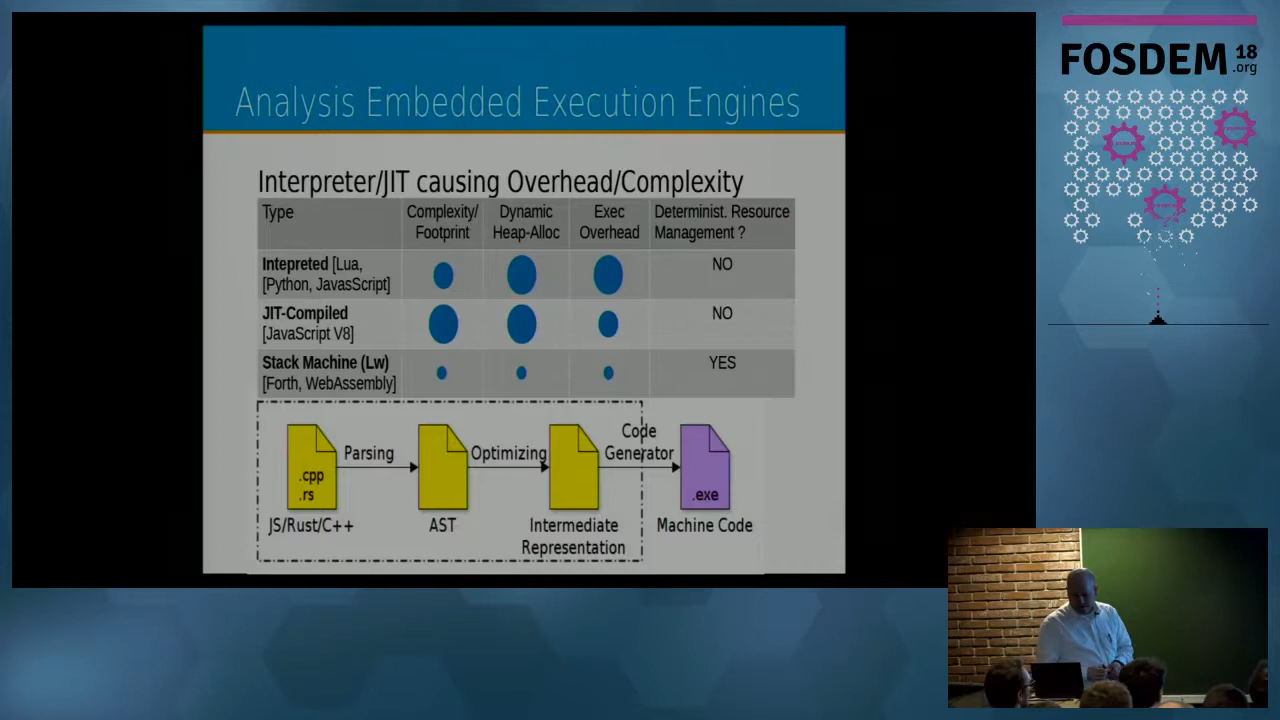 Analysis Embedded Execution Engines
Interpreter/JIT causing Overhead/Complexity
Type
Complexity/
Footprint
Dynamic
Heap-Alloc
Exec
Overhead
Determinist. Resource
Management ?
Intepreted [Lua,
[Python, JavasScript]
NO
JIT-Compiled
[JavaScript V8]
NO
Stack Machine (Lw)
[Forth, WebAssembly]
YES
.cpp
.rs
JS/Rust/C++
Parsing
AST
Optimizing
Intermediate
Representation
Code
Generator
.exe
Machine Code
FOSDEM 18
.org